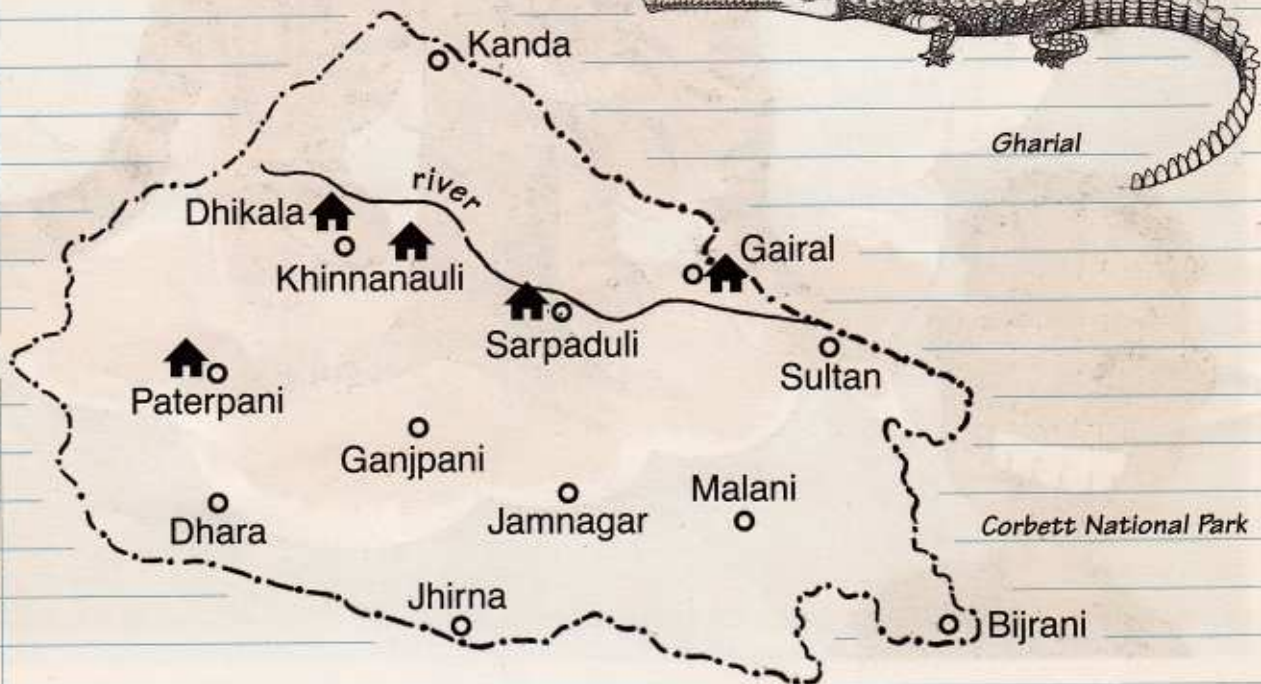 Kanda
Gharial
river
Dhikala
Gairal
Khinnanauli
Sarpaduli
Sultan
Paterpani
Ganjpani
Malani
Jamnagar
Dhara
Corbett National Park
Jhirna
Bijrani